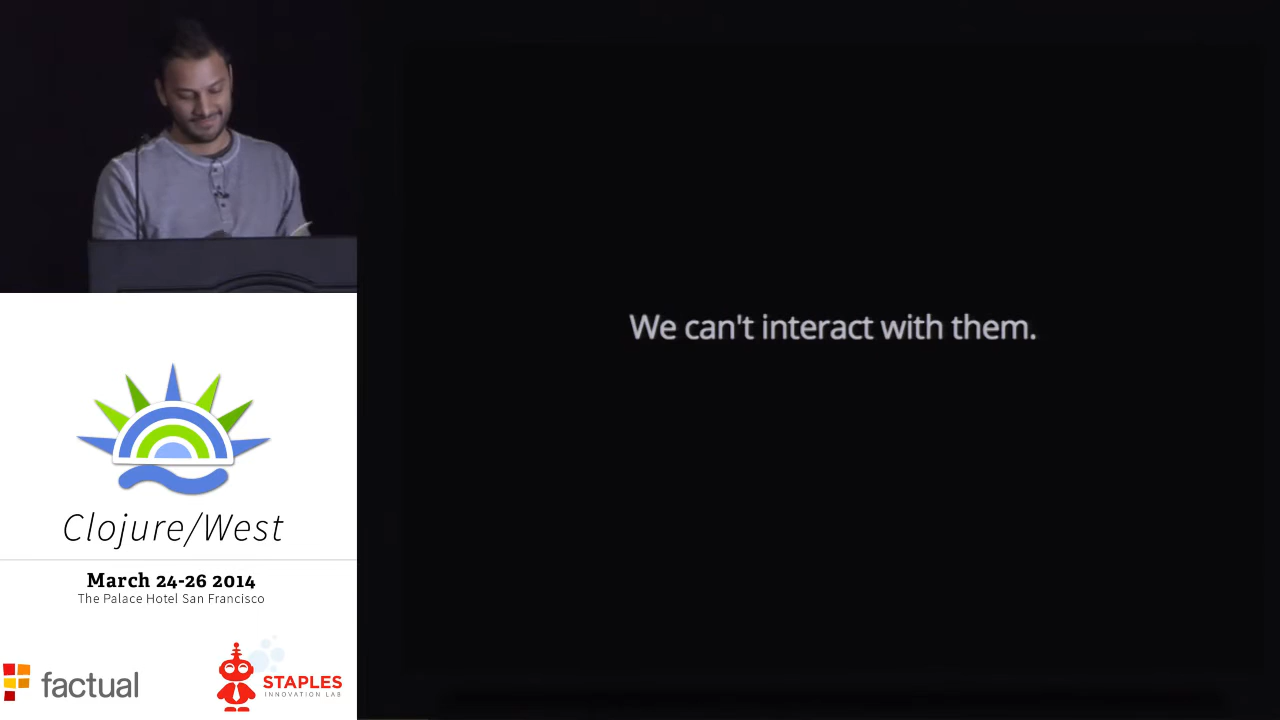 We can't interact with them.
Clojure/West
March 24-26 2014
The Palace Hotel San Francisco
factual
STAPLES
INNOVATION LAB